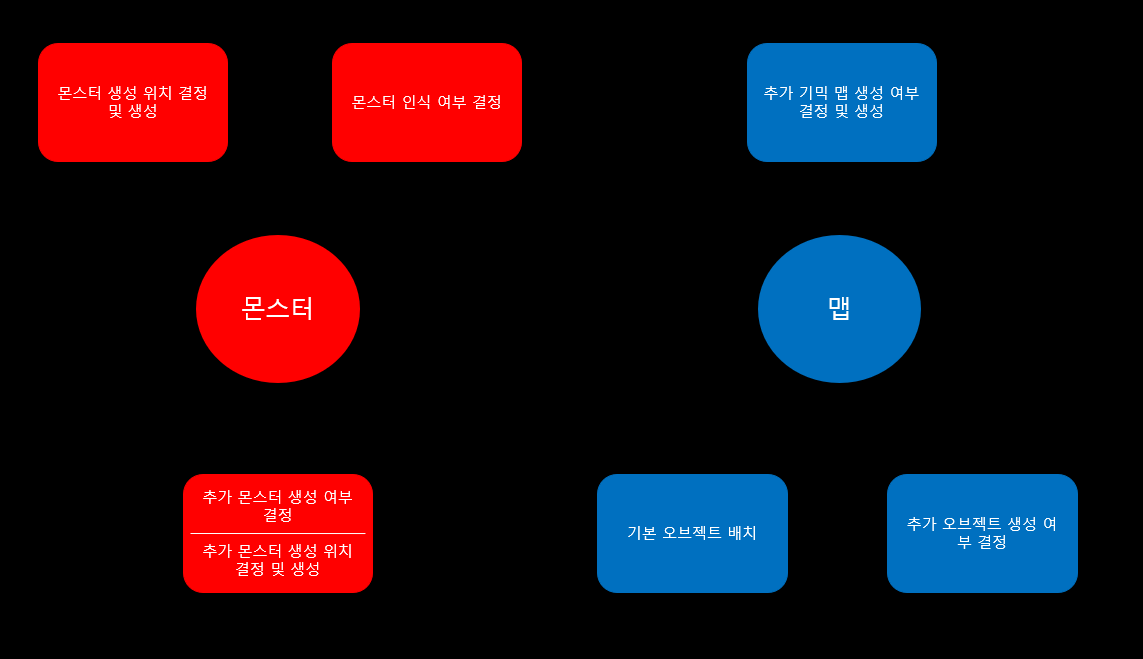 몬스터 생성 위치 결정
및 생성
몬스터 인식 여부 결정
추가 기믹 맵 생성 여부
결정 및 생성
몬스터
맵
추가 몬스터 생성 여부
결정
추가 몬스터 생성 위치
결정 및 생성
기본 오브젝트 배치
추가 오브젝트 생성 여
부 결정